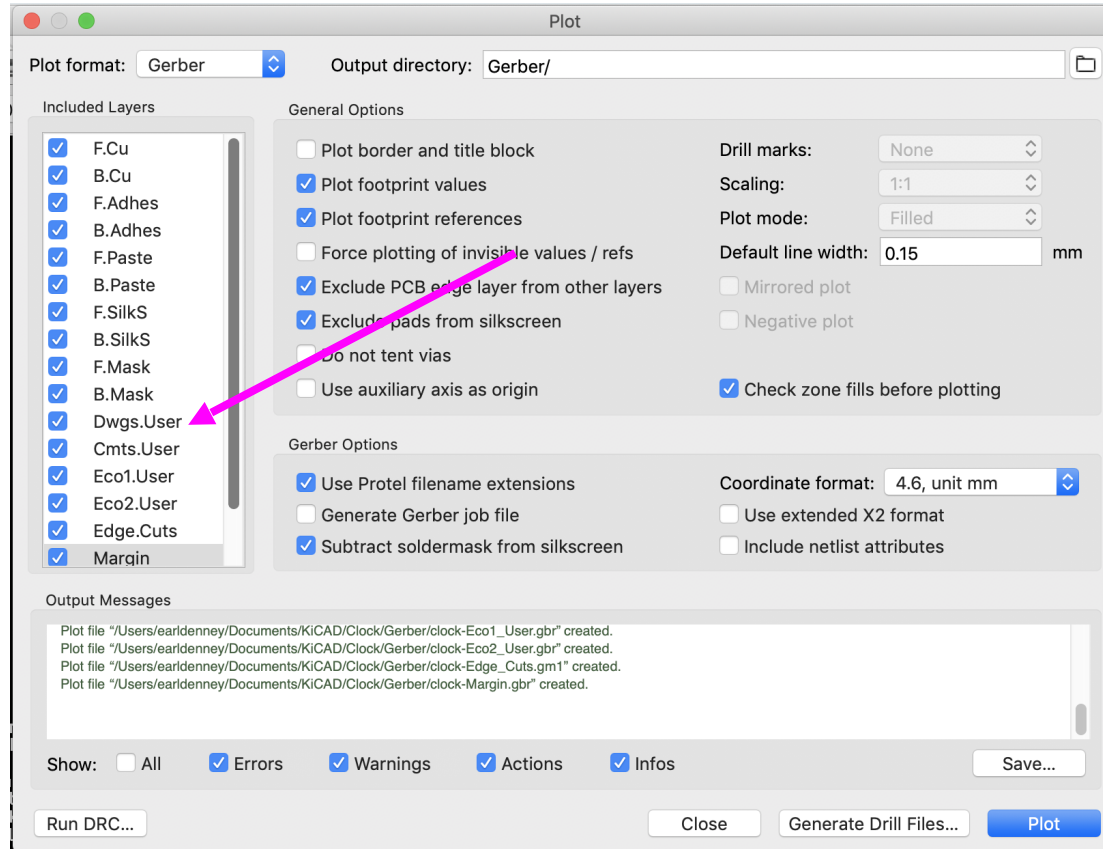 Plot
Plot format: Gerber Output directory: Gerber/
Included Layers
F.Cu
B.Cu
F.Adhes
B.Adhes
F.Paste
B.Paste
F.SilkS
B.SilkS
F.Mask
B.Mask
Dwgs.User
Cmts.User
Eco1.User
Eco2.User
Edge.Cuts
Margin
General Options
Plot border and title block
Plot footprint values
Plot footprint references
Force plotting of invisible values / refs
Exclude PCB edge layer from other layers
Exclude pads from silkscreen
Do not tent vias
Use auxiliary axis as origin
Drill marks: None
Scaling: 1:1
Plot mode: Filled
Default line width: 0.15 mm
Mirrored plot
Negative plot
Check zone fills before plotting
Gerber Options
Use Protel filename extensions
Generate Gerber job file
Subtract soldermask from silkscreen
Coordinate format: 4.6, unit mm
Use extended X2 format
Include netlist attributes
Output Messages
Plot file “/Users/earldenney/Documents/KiCAD/Clock/Gerber/clock-Eco1_User.gbr” created.
Plot file “/Users/earldenney/Documents/KiCAD/Clock/Gerber/clock-Eco2_User.gbr” created.
Plot file “/Users/earldenney/Documents/KiCAD/Clock/Gerber/clock-Edge_Cuts.gm1” created.
Plot file “/Users/earldenney/Documents/KiCAD/Clock/Gerber/clock-Margin.gbr” created.
Show: All Errors Warnings Actions Infos Save...
Run DRC... Close Generate Drill Files... Plot